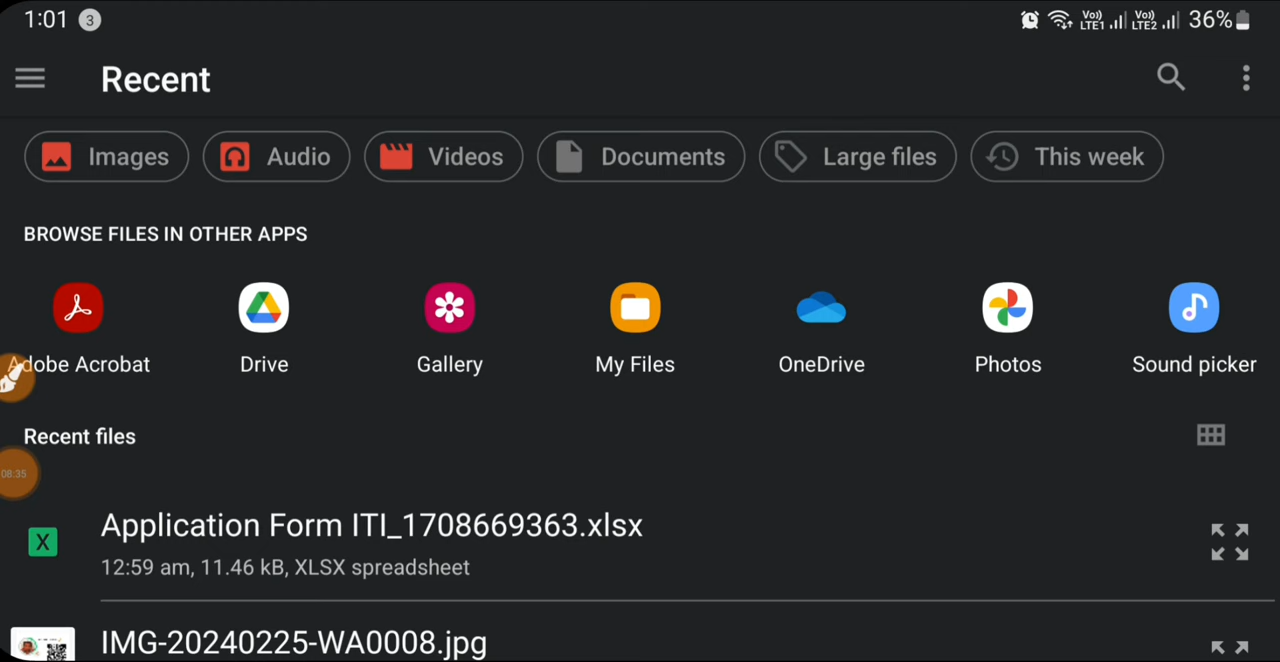 1:01 3 Vo)) LTE1 Vo)) LTE2 36%
Recent
Images Audio Videos Documents Large files This week
BROWSE FILES IN OTHER APPS
Adobe Acrobat Drive Gallery My Files OneDrive Photos Sound picker
Recent files
08:35
Application Form ITI_1708669363.xlsx
X
12:59 am, 11.46 kB, XLSX spreadsheet
IMG-20240225-WA0008.jpg